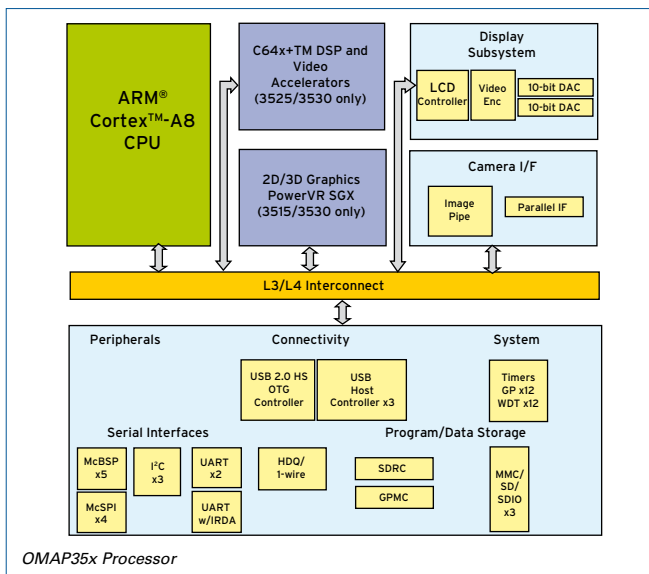 ARM®
Cortex™-A8
CPU
C64x+TM DSP and
Video
Accelerators
(3525/3530 only)
2D/3D Graphics
PowerVR SGX
(3515/3530 only)
Display
Subsystem
LCD
Controller
Video
Enc
10-bit DAC
10-bit DAC
Camera I/F
Image
Pipe
Parallel IF
L3/L4 Interconnect
Peripherals
Connectivity
System
USB 2.0 HS
OTG
Controller
USB
Host
Controller x3
Timers
GP x12
WDT x12
Serial Interfaces
Program/Data Storage
McBSP
x5
I²C
x3
UART
x2
HDQ/
1-wire
SDRC
MMC/
SD/
SDIO
x3
McSPI
x4
UART
w/IRDA
GPMC
OMAP35x Processor